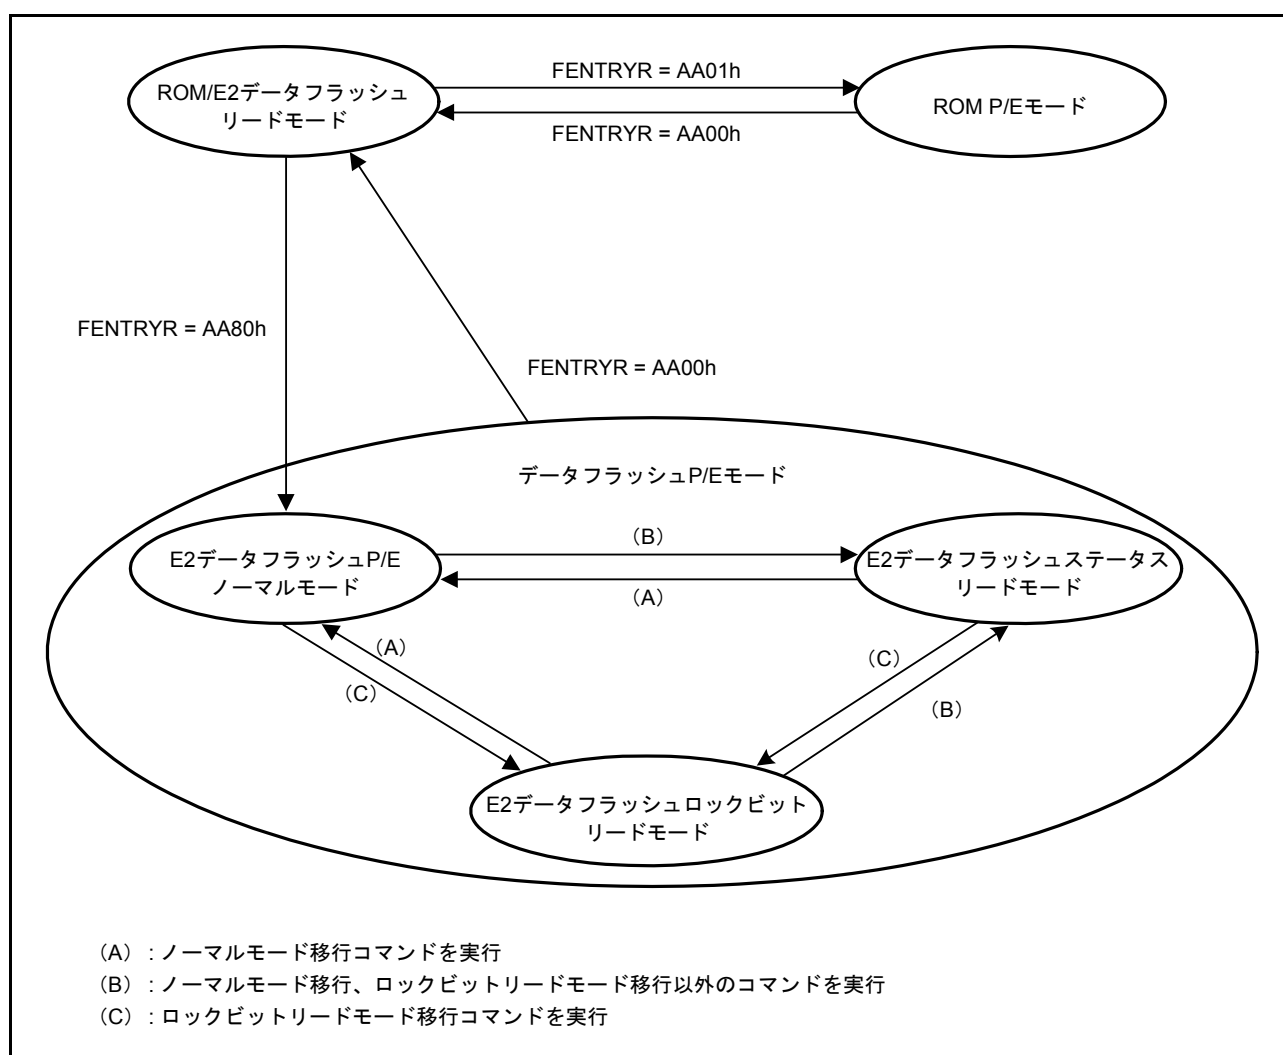 ROM/E2データフラッシュ
リードモード
FENTRYR = AA01h
FENTRYR = AA00h
ROM P/Eモード
FENTRYR = AA80h
FENTRYR = AA00h
データフラッシュP/Eモード
E2データフラッシュP/E
ノーマルモード
（B）
（A）
E2データフラッシュステータス
リードモード
（A）
（C）
（C）
（B）
E2データフラッシュロックビット
リードモード
（A）：ノーマルモード移行コマンドを実行
（B）：ノーマルモード移行、ロックビットリードモード移行以外のコマンドを実行
（C）：ロックビットリードモード移行コマンドを実行